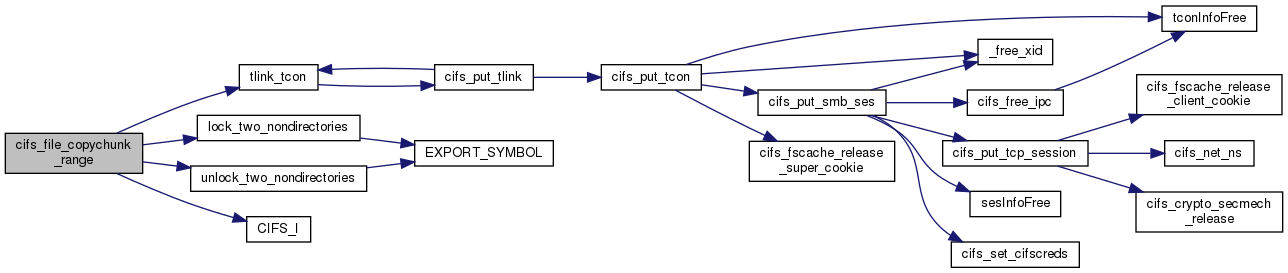 cifs_file_copychunk
_range
tlink_tcon
lock_two_nondirectories
unlock_two_nondirectories
CIFS_I
cifs_put_tlink
EXPORT_SYMBOL
cifs_put_tcon
cifs_put_smb_ses
cifs_fscache_release
_super_cookie
tconInfoFree
_free_xid
cifs_free_ipc
cifs_put_tcp_session
sesInfoFree
cifs_set_cifscreds
cifs_fscache_release
_client_cookie
cifs_net_ns
cifs_crypto_secmech
_release